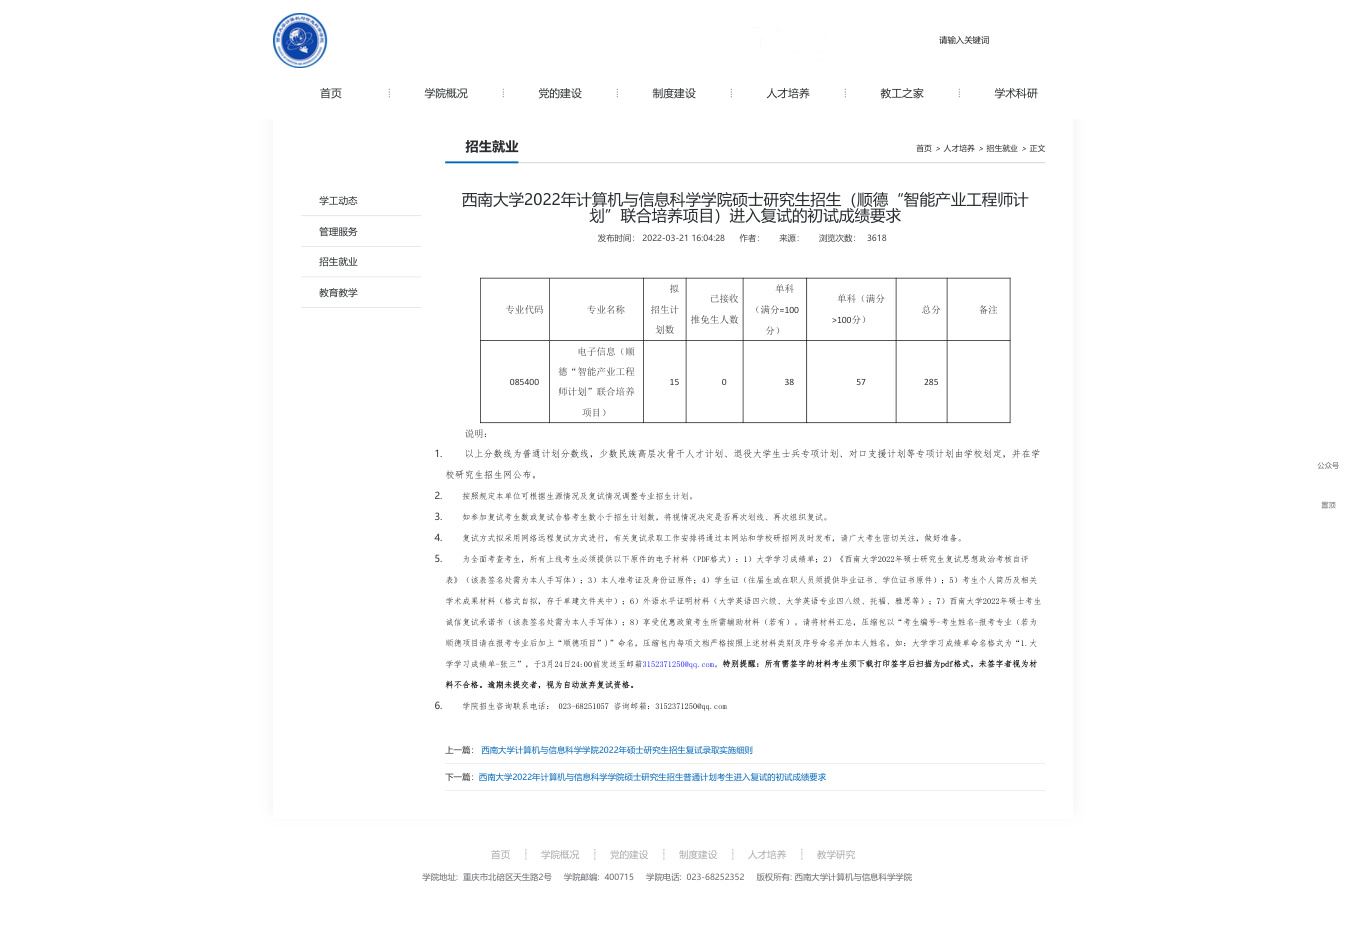 请输入关键词
首页
学院概况
党的建设
制度建设
人才培养
教工之家
学术科研
招生就业
首页 > 人才培养 > 招生就业 > 正文
学工动态
管理服务
招生就业
教育教学
西南大学2022年计算机与信息科学学院硕士研究生招生（顺德“智能产业工程师计
划”联合培养项目）进入复试的初试成绩要求
发布时间： 2022-03-21 16:04:28 作者： 来源： 浏览次数： 3618
专业代码
专业名称
拟
招生计
划数
已接收
推免生人数
单科
（满分=100
分）
单科（满分
>100分）
总分
备注
085400
电子信息（顺
德“智能产业工程
师计划”联合培养
项目）
15
0
38
57
285
说明：
1. 以上分数线为普通计划分数线，少数民族高层次骨干人才计划、退役大学生士兵专项计划、对口支援计划等专项计划由学校划定，并在学
校研究生招生网公布。
2. 按照规定本单位可根据生源情况及复试情况调整专业招生计划。
3. 如参加复试考生数或复试合格考生数小于招生计划数，将视情况决定是否再次划线、再次组织复试。
4. 复试方式拟采用网络远程复试方式进行，有关复试录取工作安排将通过本网站和学校研招网及时发布，请广大考生密切关注，做好准备。
5. 为全面考查考生，所有上线考生必须提供以下原件的电子材料（PDF格式）：1）大学学习成绩单；2）《西南大学2022年硕士研究生复试思想政治考核自评
表》（该表签名处需为本人手写体）；3）本人准考证及身份证原件；4）学生证（往届生或在职人员须提供毕业证书、学位证书原件）；5）考生个人简历及相关
学术成果材料（格式自拟，存于单建文件夹中）；6）外语水平证明材料（大学英语四六级、大学英语专业四八级、托福、雅思等）；7）西南大学2022年硕士考生
诚信复试承诺书（该表签名处需为本人手写体）；8）享受优惠政策考生所需辅助材料（若有）。请将材料汇总，压缩包以“考生编号-考生姓名-报考专业（若为
顺德项目请在报考专业后加上“顺德项目”)”命名，压缩包内每项文档严格按照上述材料类别及序号命名并加本人姓名，如：大学学习成绩单命名格式为“1.大
学学习成绩单-张三”，于3月24日24:00前发送至邮箱3152371250@qq.com。特别提醒：所有需签字的材料考生须下载打印签字后扫描为pdf格式，未签字者视为材
料不合格。逾期未提交者，视为自动放弃复试资格。
6. 学院招生咨询联系电话： 023-68251057 咨询邮箱：3152371250@qq.com
公众号
置顶
上一篇： 西南大学计算机与信息科学学院2022年硕士研究生招生复试录取实施细则
下一篇：西南大学2022年计算机与信息科学学院硕士研究生招生普通计划考生进入复试的初试成绩要求
首页 学院概况 党的建设 制度建设 人才培养 教学研究
学院地址: 重庆市北碚区天生路2号 学院邮编: 400715 学院电话: 023-68252352 版权所有: 西南大学计算机与信息科学学院